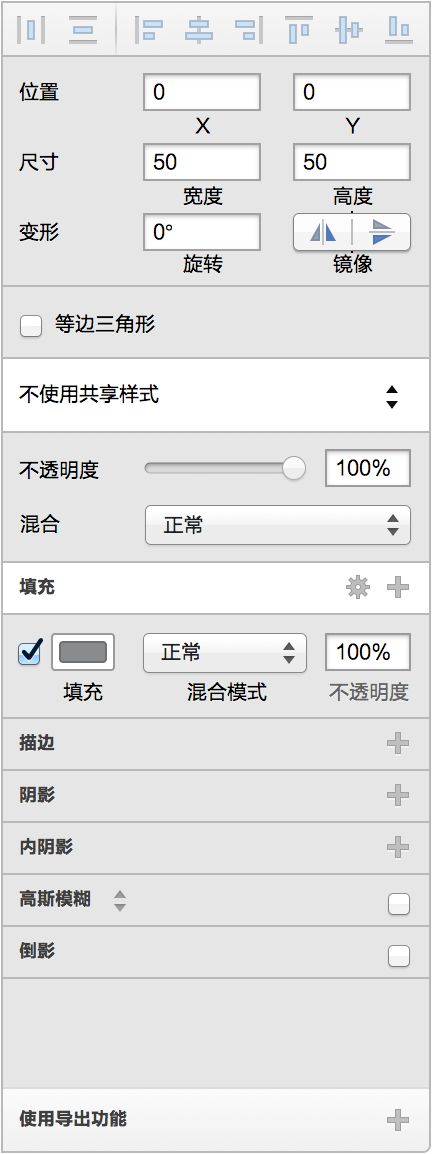 位置 0 0
X Y
尺寸 50 50
宽度 高度
变形 0°
旋转 镜像
等边三角形
不使用共享样式
不透明度 100%
混合 正常
填充
正常 100%
填充 混合模式 不透明度
描边
阴影
内阴影
高斯模糊
倒影
使用导出功能